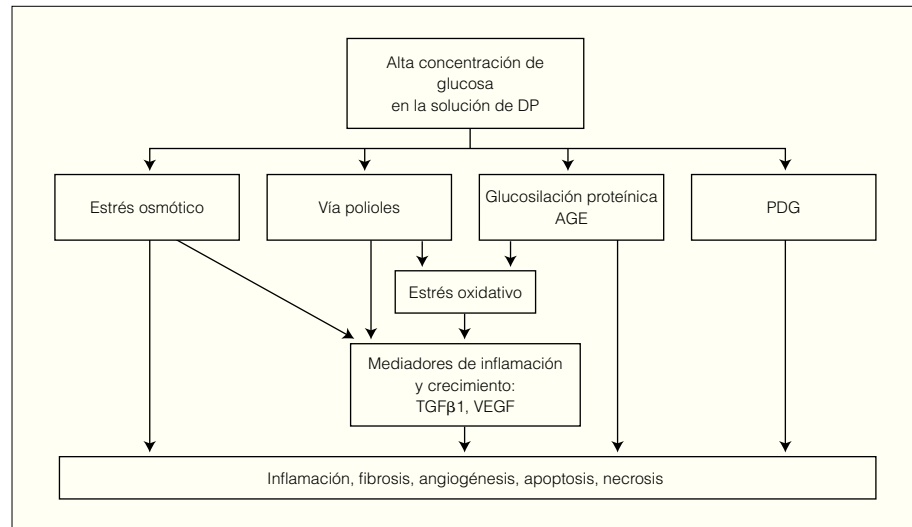 Alta concentración de
glucosa
en la solución de DP
Estrés osmótico
Vía polioles
Glucosilación proteínica
AGE
PDG
Estrés oxidativo
Mediadores de inflamación
y crecimiento:
TGFβ1, VEGF
Inflamación, fibrosis, angiogénesis, apoptosis, necrosis